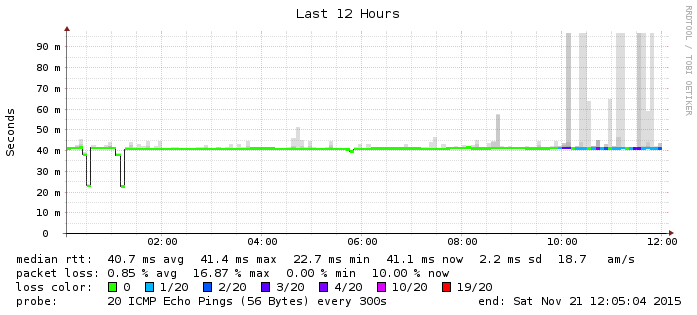 Last 12 Hours
RRDTOOL / TOBI OETIKER
Seconds
90 m
80 m
70 m
60 m
50 m
40 m
30 m
20 m
10 m
0
02:00 04:00 06:00 08:00 10:00 12:00
median rtt: 40.7 ms avg 41.4 ms max 22.7 ms min 41.1 ms now 2.2 ms sd 18.7 am/s
packet loss: 0.85 % avg 16.87 % max 0.00 % min 10.00 % now
loss color: 0 1/20 2/20 3/20 4/20 10/20 19/20
probe: 20 ICMP Echo Pings (56 Bytes) every 300s end: Sat Nov 21 12:05:04 2015